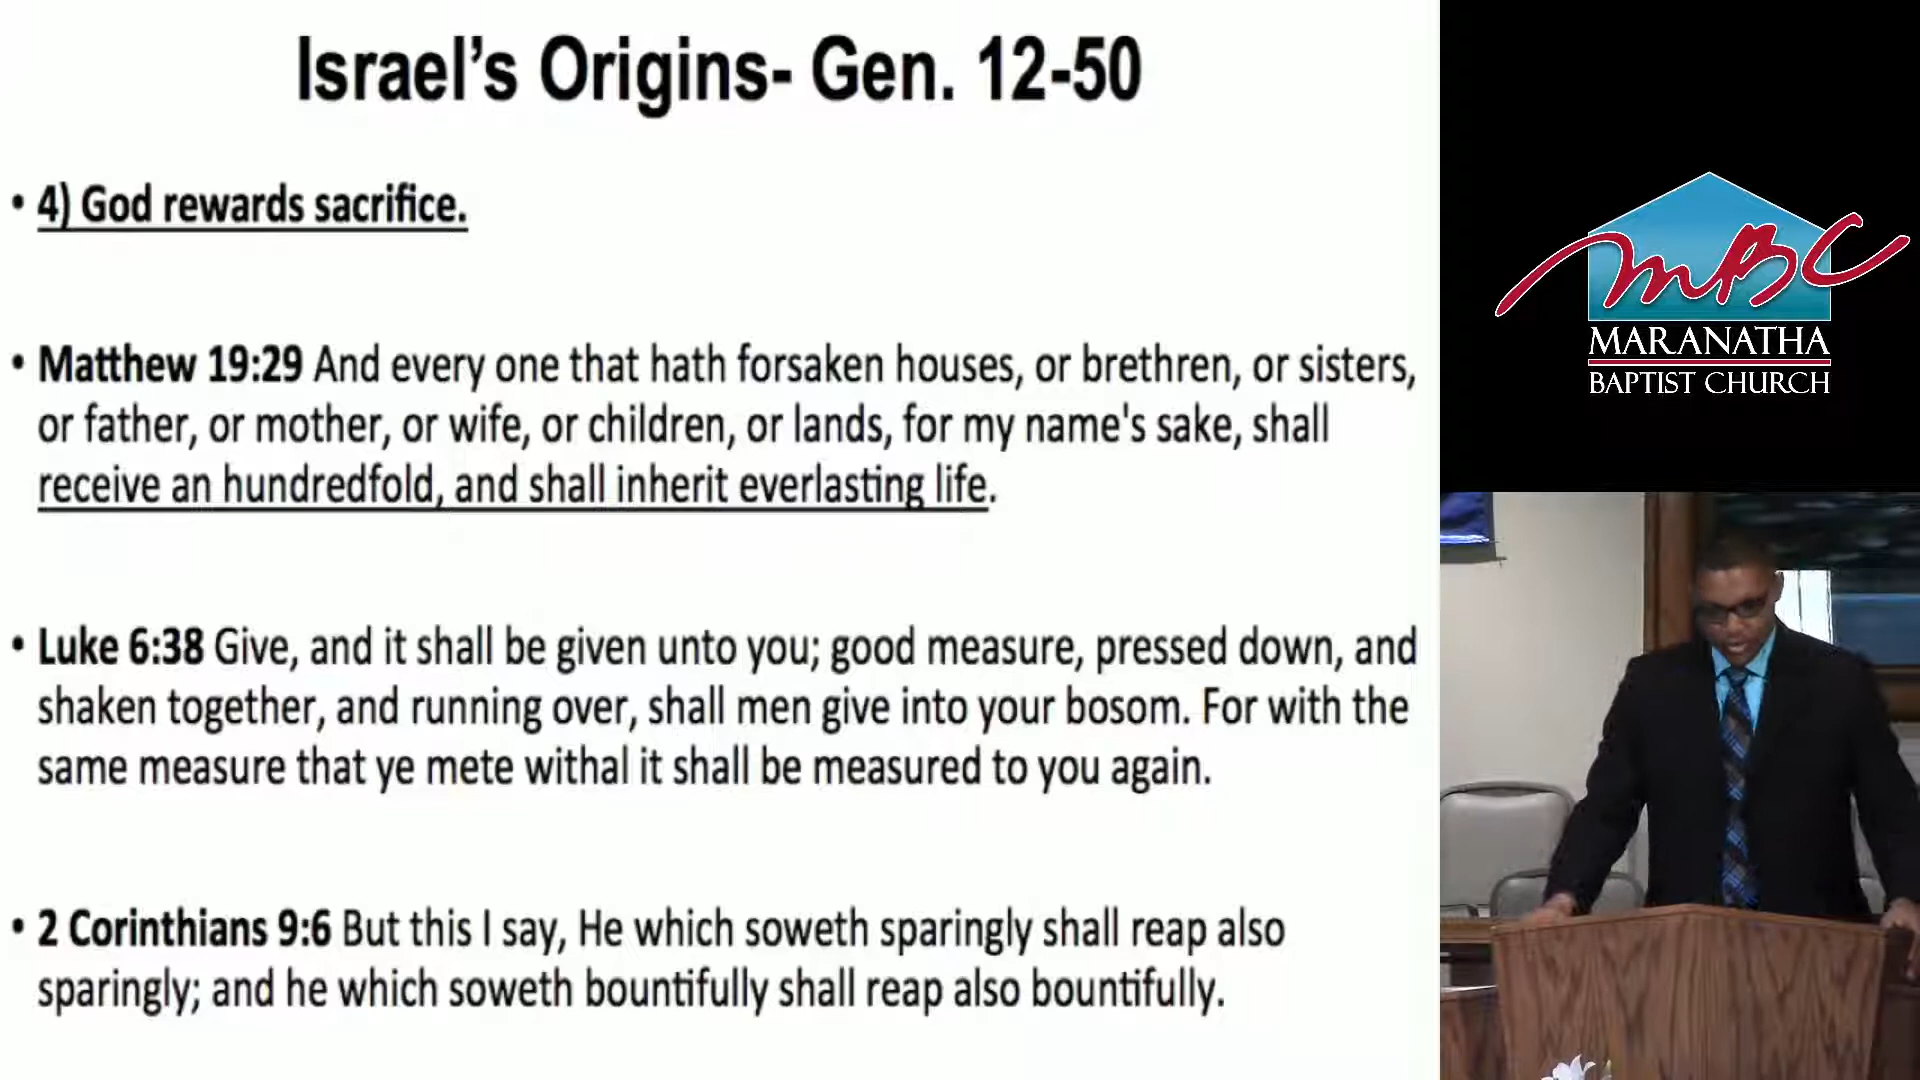 Israel's Origins- Gen. 12-50
• 4) God rewards sacrifice.
• Matthew 19:29 And every one that hath forsaken houses, or brethren, or sisters,
or father, or mother, or wife, or children, or lands, for my name's sake, shall
receive an hundredfold, and shall inherit everlasting life.
• Luke 6:38 Give, and it shall be given unto you; good measure, pressed down, and
shaken together, and running over, shall men give into your bosom. For with the
same measure that ye mete withal it shall be measured to you again.
• 2 Corinthians 9:6 But this I say, He which soweth sparingly shall reap also
sparingly; and he which soweth bountifully shall reap also bountifully.
MBC
MARANATHA
BAPTIST CHURCH